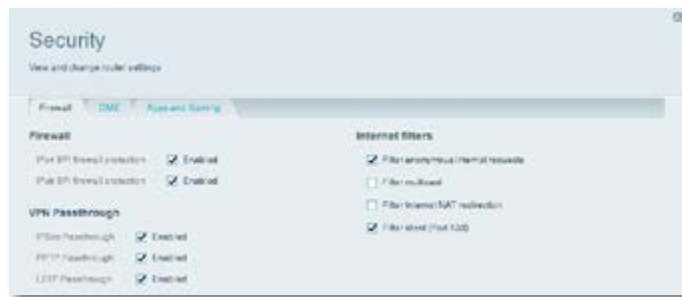 Security
View and change router settings
Firewall
DMZ
Apps and Gaming
Firewall
IPv4 SPI firewall protection
Enabled
IPv6 SPI firewall protection
Enabled
VPN Passthrough
IPSec Passthrough
Enabled
PPTP Passthrough
Enabled
L2TP Passthrough
Enabled
Internet filters
Filter anonymous Internet requests
Filter multicast
Filter Internet NAT redirection
Filter ident (Port 113)